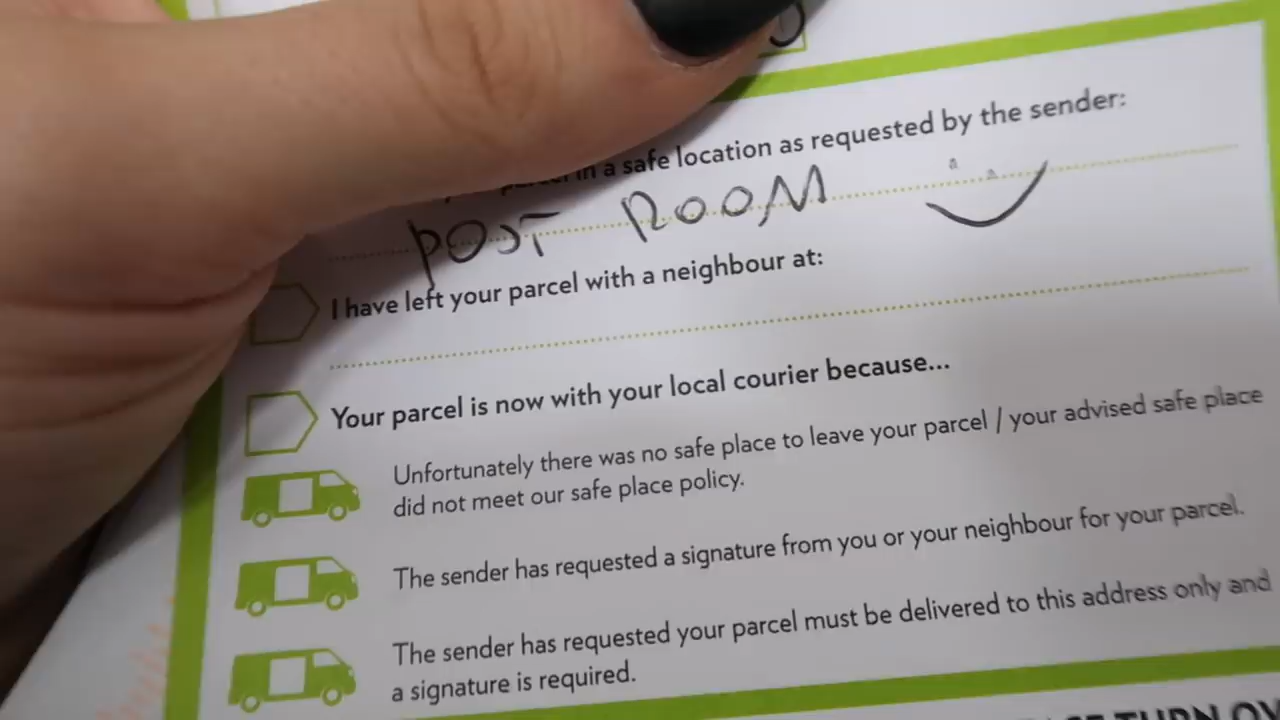 in a safe location as requested by the sender:
POST ROOM
I have left your parcel with a neighbour at:
Your parcel is now with your local courier because...
Unfortunately there was no safe place to leave your parcel / your advised safe place
did not meet our safe place policy.
The sender has requested a signature from you or your neighbour for your parcel.
The sender has requested your parcel must be delivered to this address only and
a signature is required.
TURN